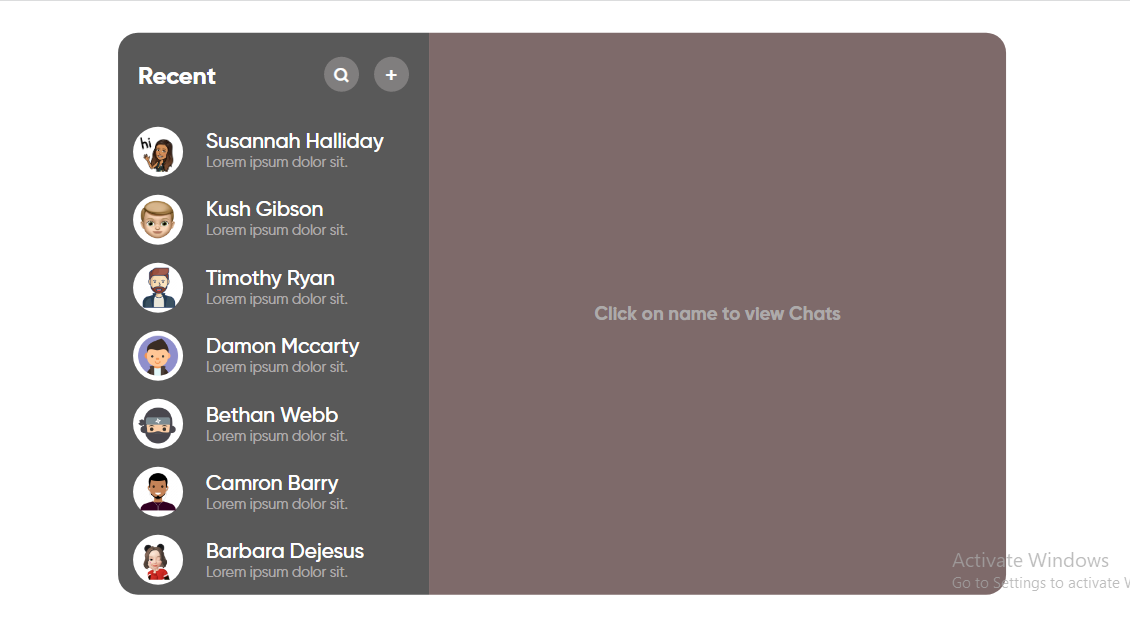 Recent
hi
Susannah Halliday
Lorem ipsum dolor sit.
Kush Gibson
Lorem ipsum dolor sit.
Timothy Ryan
Lorem ipsum dolor sit.
Damon Mccarty
Lorem ipsum dolor sit.
Bethan Webb
Lorem ipsum dolor sit.
Camron Barry
Lorem ipsum dolor sit.
Barbara Dejesus
Lorem ipsum dolor sit.
Click on name to view Chats
Activate Windows
Go to Settings to activate W